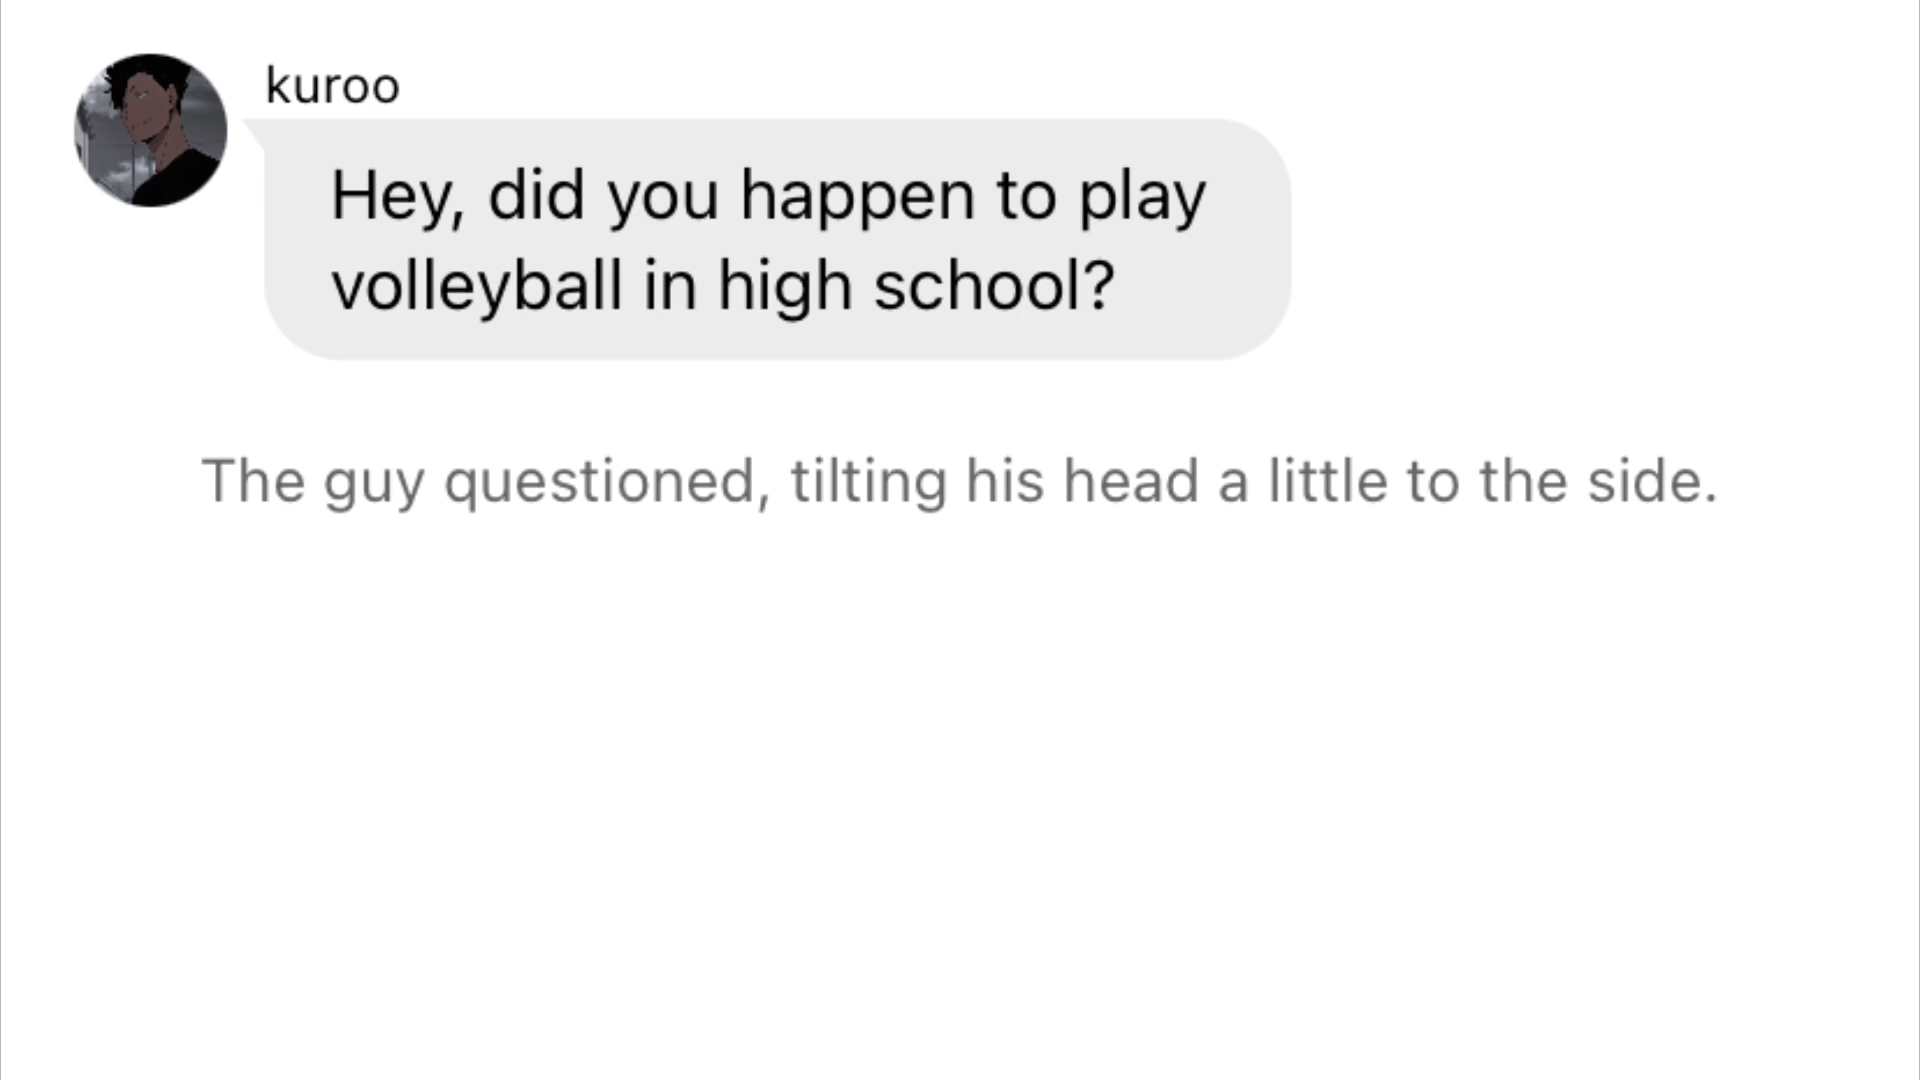 kuroo
Hey, did you happen to play
volleyball in high school?
The guy questioned, tilting his head a little to the side.